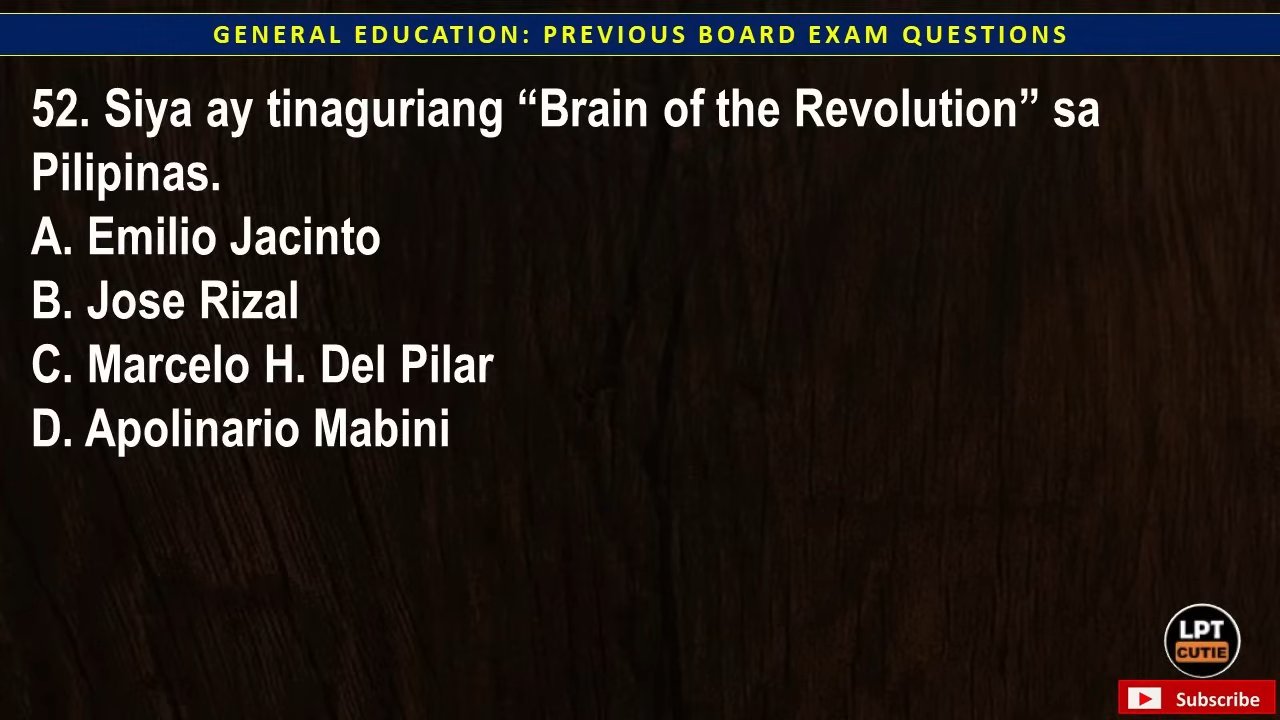 GENERAL EDUCATION: PREVIOUS BOARD EXAM QUESTIONS
52. Siya ay tinaguriang “Brain of the Revolution” sa
Pilipinas.
A. Emilio Jacinto
B. Jose Rizal
C. Marcelo H. Del Pilar
D. Apolinario Mabini
LPT
CUTIE
Subscribe